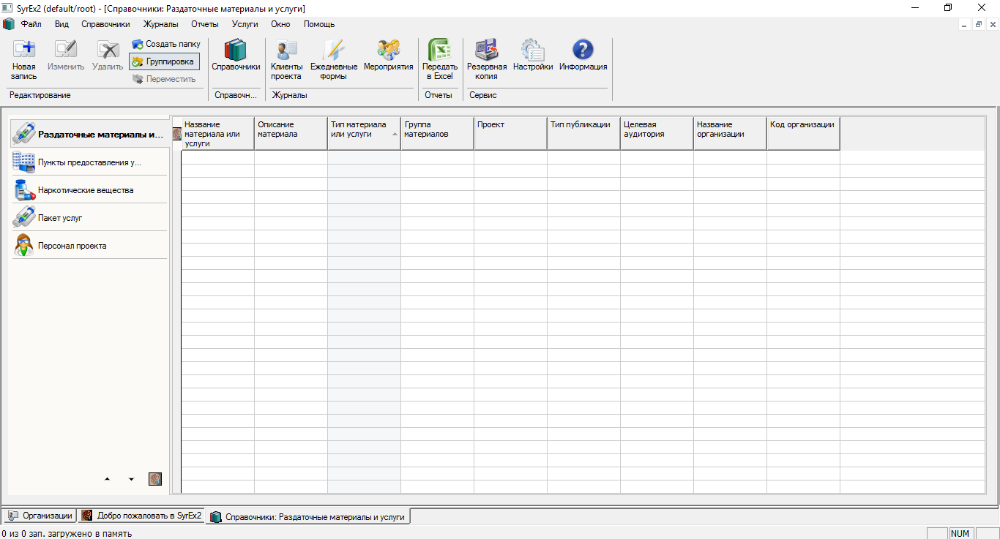 SyrEx2 (default/root) - [Справочники: Раздаточные материалы и услуги]
Файл Вид Справочники Журналы Отчеты Услуги Окно Помощь
Новая запись
Изменить
Удалить
Создать папку
Группировка
Переместить
Редактирование
Справочники
Справочн...
Клиенты проекта
Ежедневные формы
Мероприятия
Журналы
Передать в Excel
Отчеты
Резервная копия
Настройки
Информация
Сервис
Раздаточные материалы и...
Пункты предоставления у...
Наркотические вещества
Пакет услуг
Персонал проекта
Название материала или услуги
Описание материала
Тип материала или услуги
Группа материалов
Проект
Тип публикации
Целевая аудитория
Название организации
Код организации
Организации
Добро пожаловать в SyrEx2
Справочники: Раздаточные материалы и услуги
0 из 0 зап. загружено в память
NUM